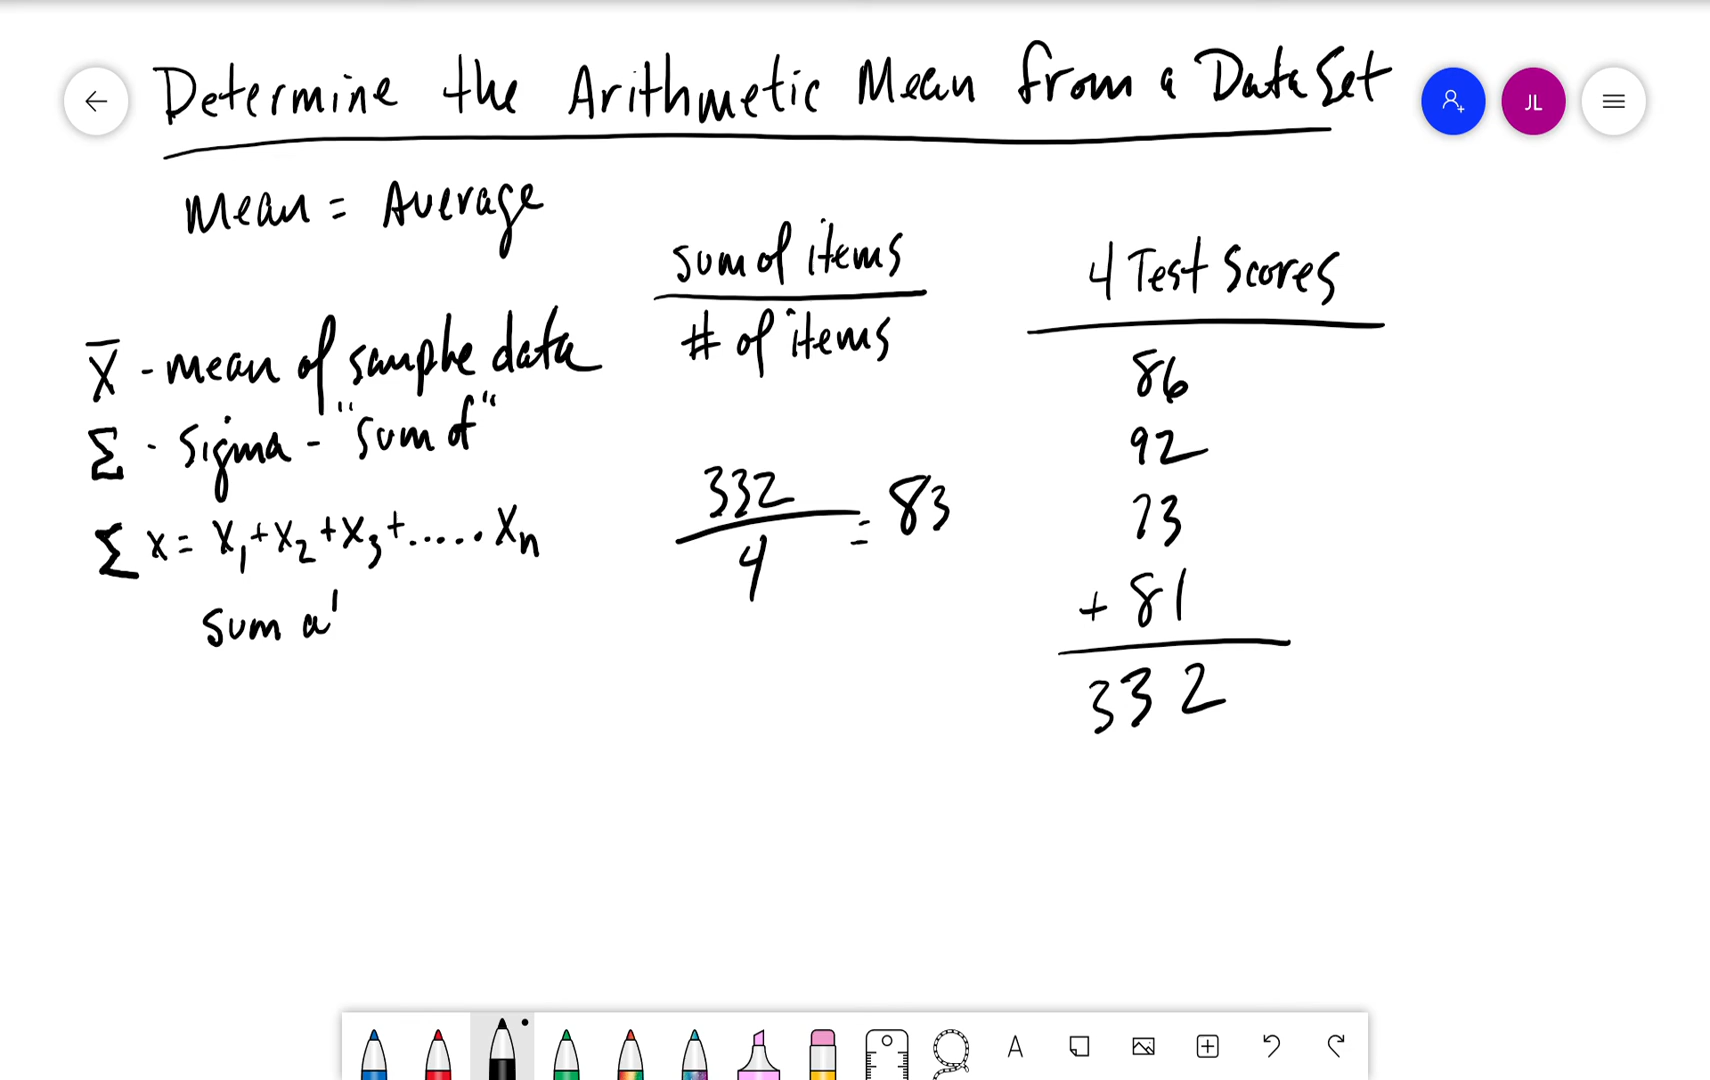 Determine the Arithmetic Mean from a Data Set
JL
mean = Average
sum of items
# of items
4 Test Scores
X̄ - mean of sample data
Σ - Sigma - "sum of"
Σ x = X₁ + X₂ + X₃ + ..... Xₙ
sum a'
332
4
= 83
86
92
73
+ 81
332
A